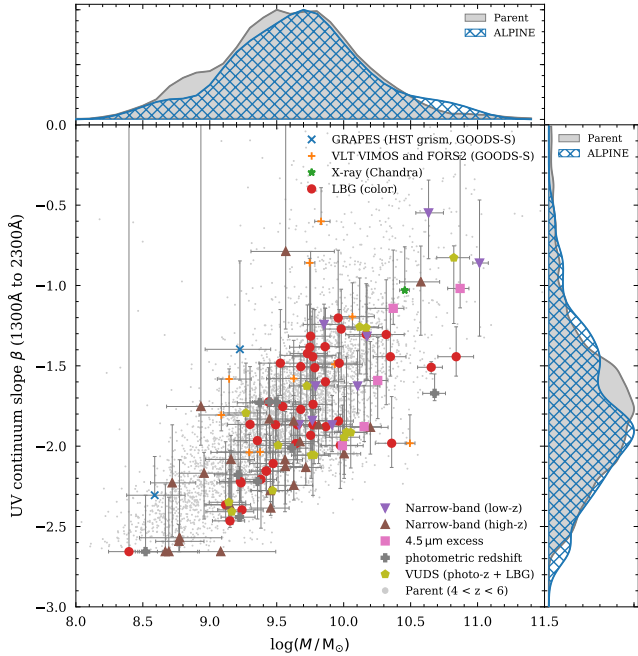 Parent
ALPINE
Parent
ALPINE
0.0
−0.5
−1.0
−1.5
−2.0
−2.5
−3.0
UV continuum slope β (1300Å to 2300Å)
× GRAPES (HST grism, GOODS-S)
+ VLT VIMOS and FORS2 (GOODS-S)
X-ray (Chandra)
LBG (color)
Narrow-band (low-z)
Narrow-band (high-z)
4.5 μm excess
photometric redshift
VUDS (photo-z + LBG)
Parent (4 < z < 6)
8.0 8.5 9.0 9.5 10.0 10.5 11.0 11.5
log(M/M⊙)